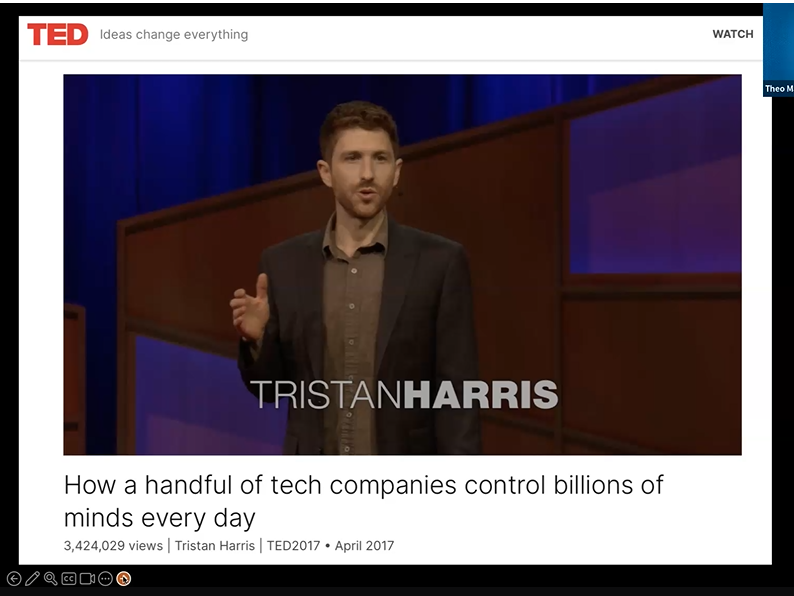 TED Ideas change everything
WATCH
Theo M
TRISTANHARRIS
How a handful of tech companies control billions of
minds every day
3,424,029 views | Tristan Harris | TED2017 • April 2017
CC